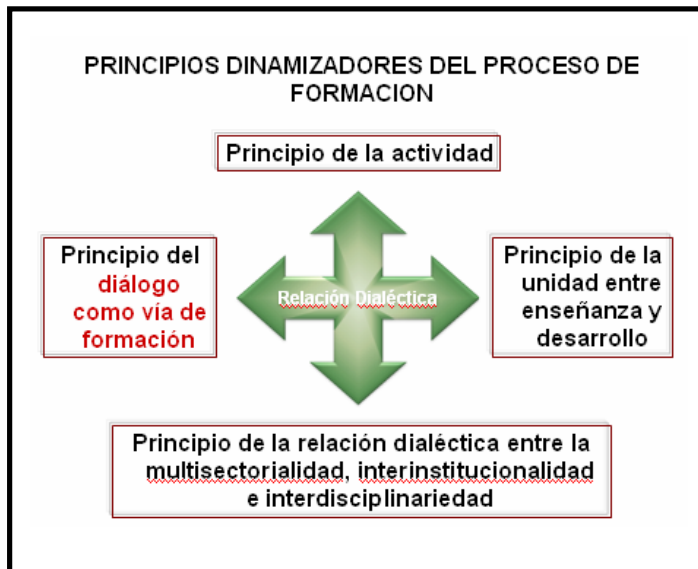 PRINCIPIOS DINAMIZADORES DEL PROCESO DE
FORMACION
Principio de la actividad
Principio del
diálogo
como vía de
formación
Relación Dialéctica
Principio de la
unidad entre
enseñanza y
desarrollo
Principio de la relación dialéctica entre la
multisectorialidad, interinstitucionalidad
e interdisciplinariedad